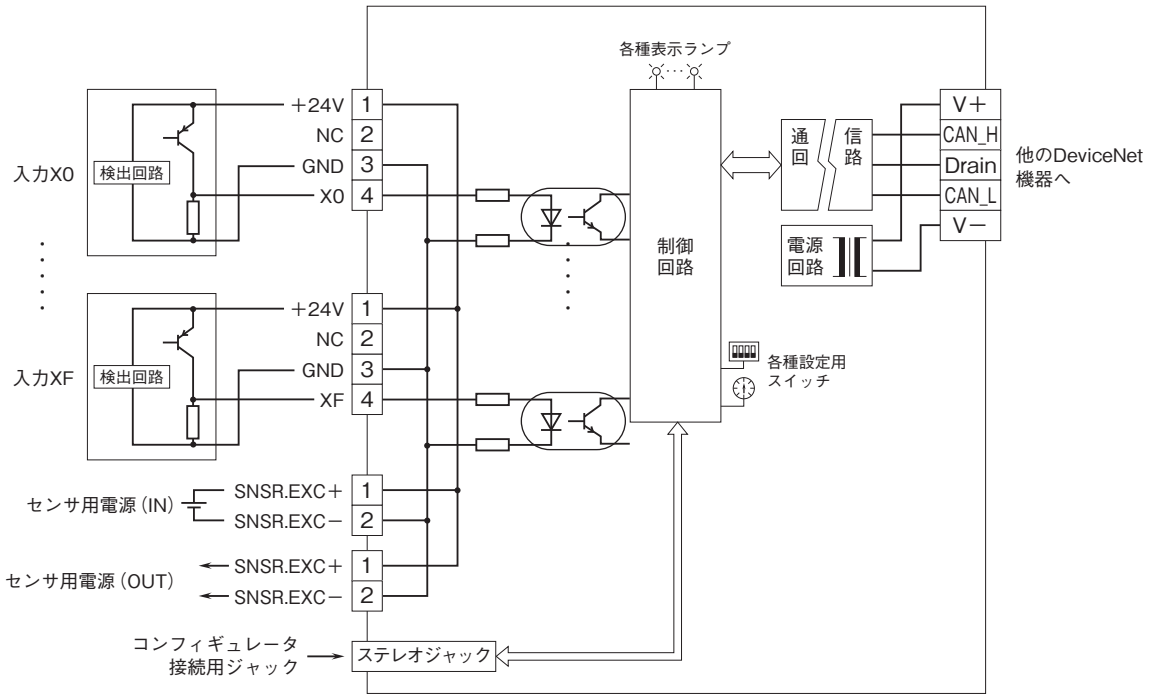 各種表示ランプ
入力X0
検出回路
+24V 1
NC 2
GND 3
X0 4
制御
回路
通信
回路
V+
CAN_H
Drain
CAN_L
V−
他のDeviceNet
機器へ
電源
回路
入力XF
検出回路
+24V 1
NC 2
GND 3
XF 4
各種設定用
スイッチ
センサ用電源(IN)
SNSR.EXC+ 1
SNSR.EXC− 2
センサ用電源(OUT)
SNSR.EXC+ 1
SNSR.EXC− 2
コンフィギュレータ
接続用ジャック
ステレオジャック